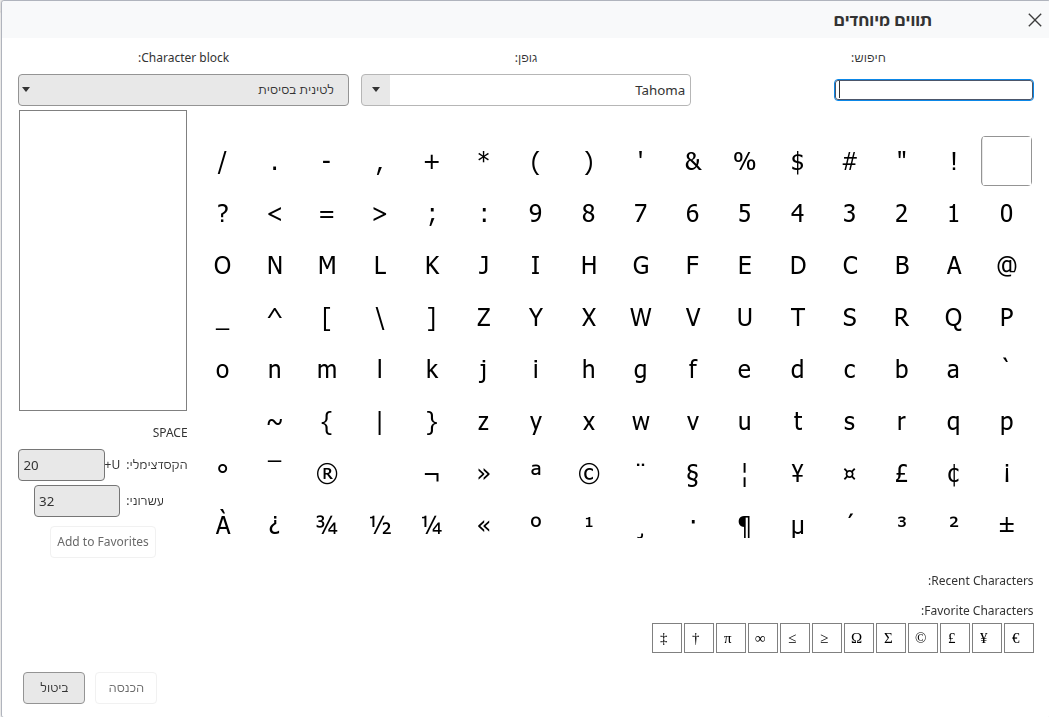 תווים מיוחדים
חיפוש:
גופן:
Character block:
Tahoma
לטינית בסיסית
! " # $ % & ' ) ( * + , - . /
0 1 2 3 4 5 6 7 8 9 : ; > = < ?
@ A B C D E F G H I J K L M N O
P Q R S T U V W X Y Z ] \ [ ^ _
` a b c d e f g h i j k l m n o
p q r s t u v w x y z } | { ~
¡ ¢ £ ¤ ¥ ¦ § ¨ © ª » ¬ ® ¯ °
± ² ³ ´ µ ¶ · ¸ ¹ º « ¼ ½ ¾ ¿ À
SPACE
הקסדצימלי: U+ 20
עשרוני: 32
Add to Favorites
Recent Characters:
Favorite Characters:
€ ¥ £ © Σ Ω ≥ ≤ ∞ π † ‡
הכנסה
ביטול